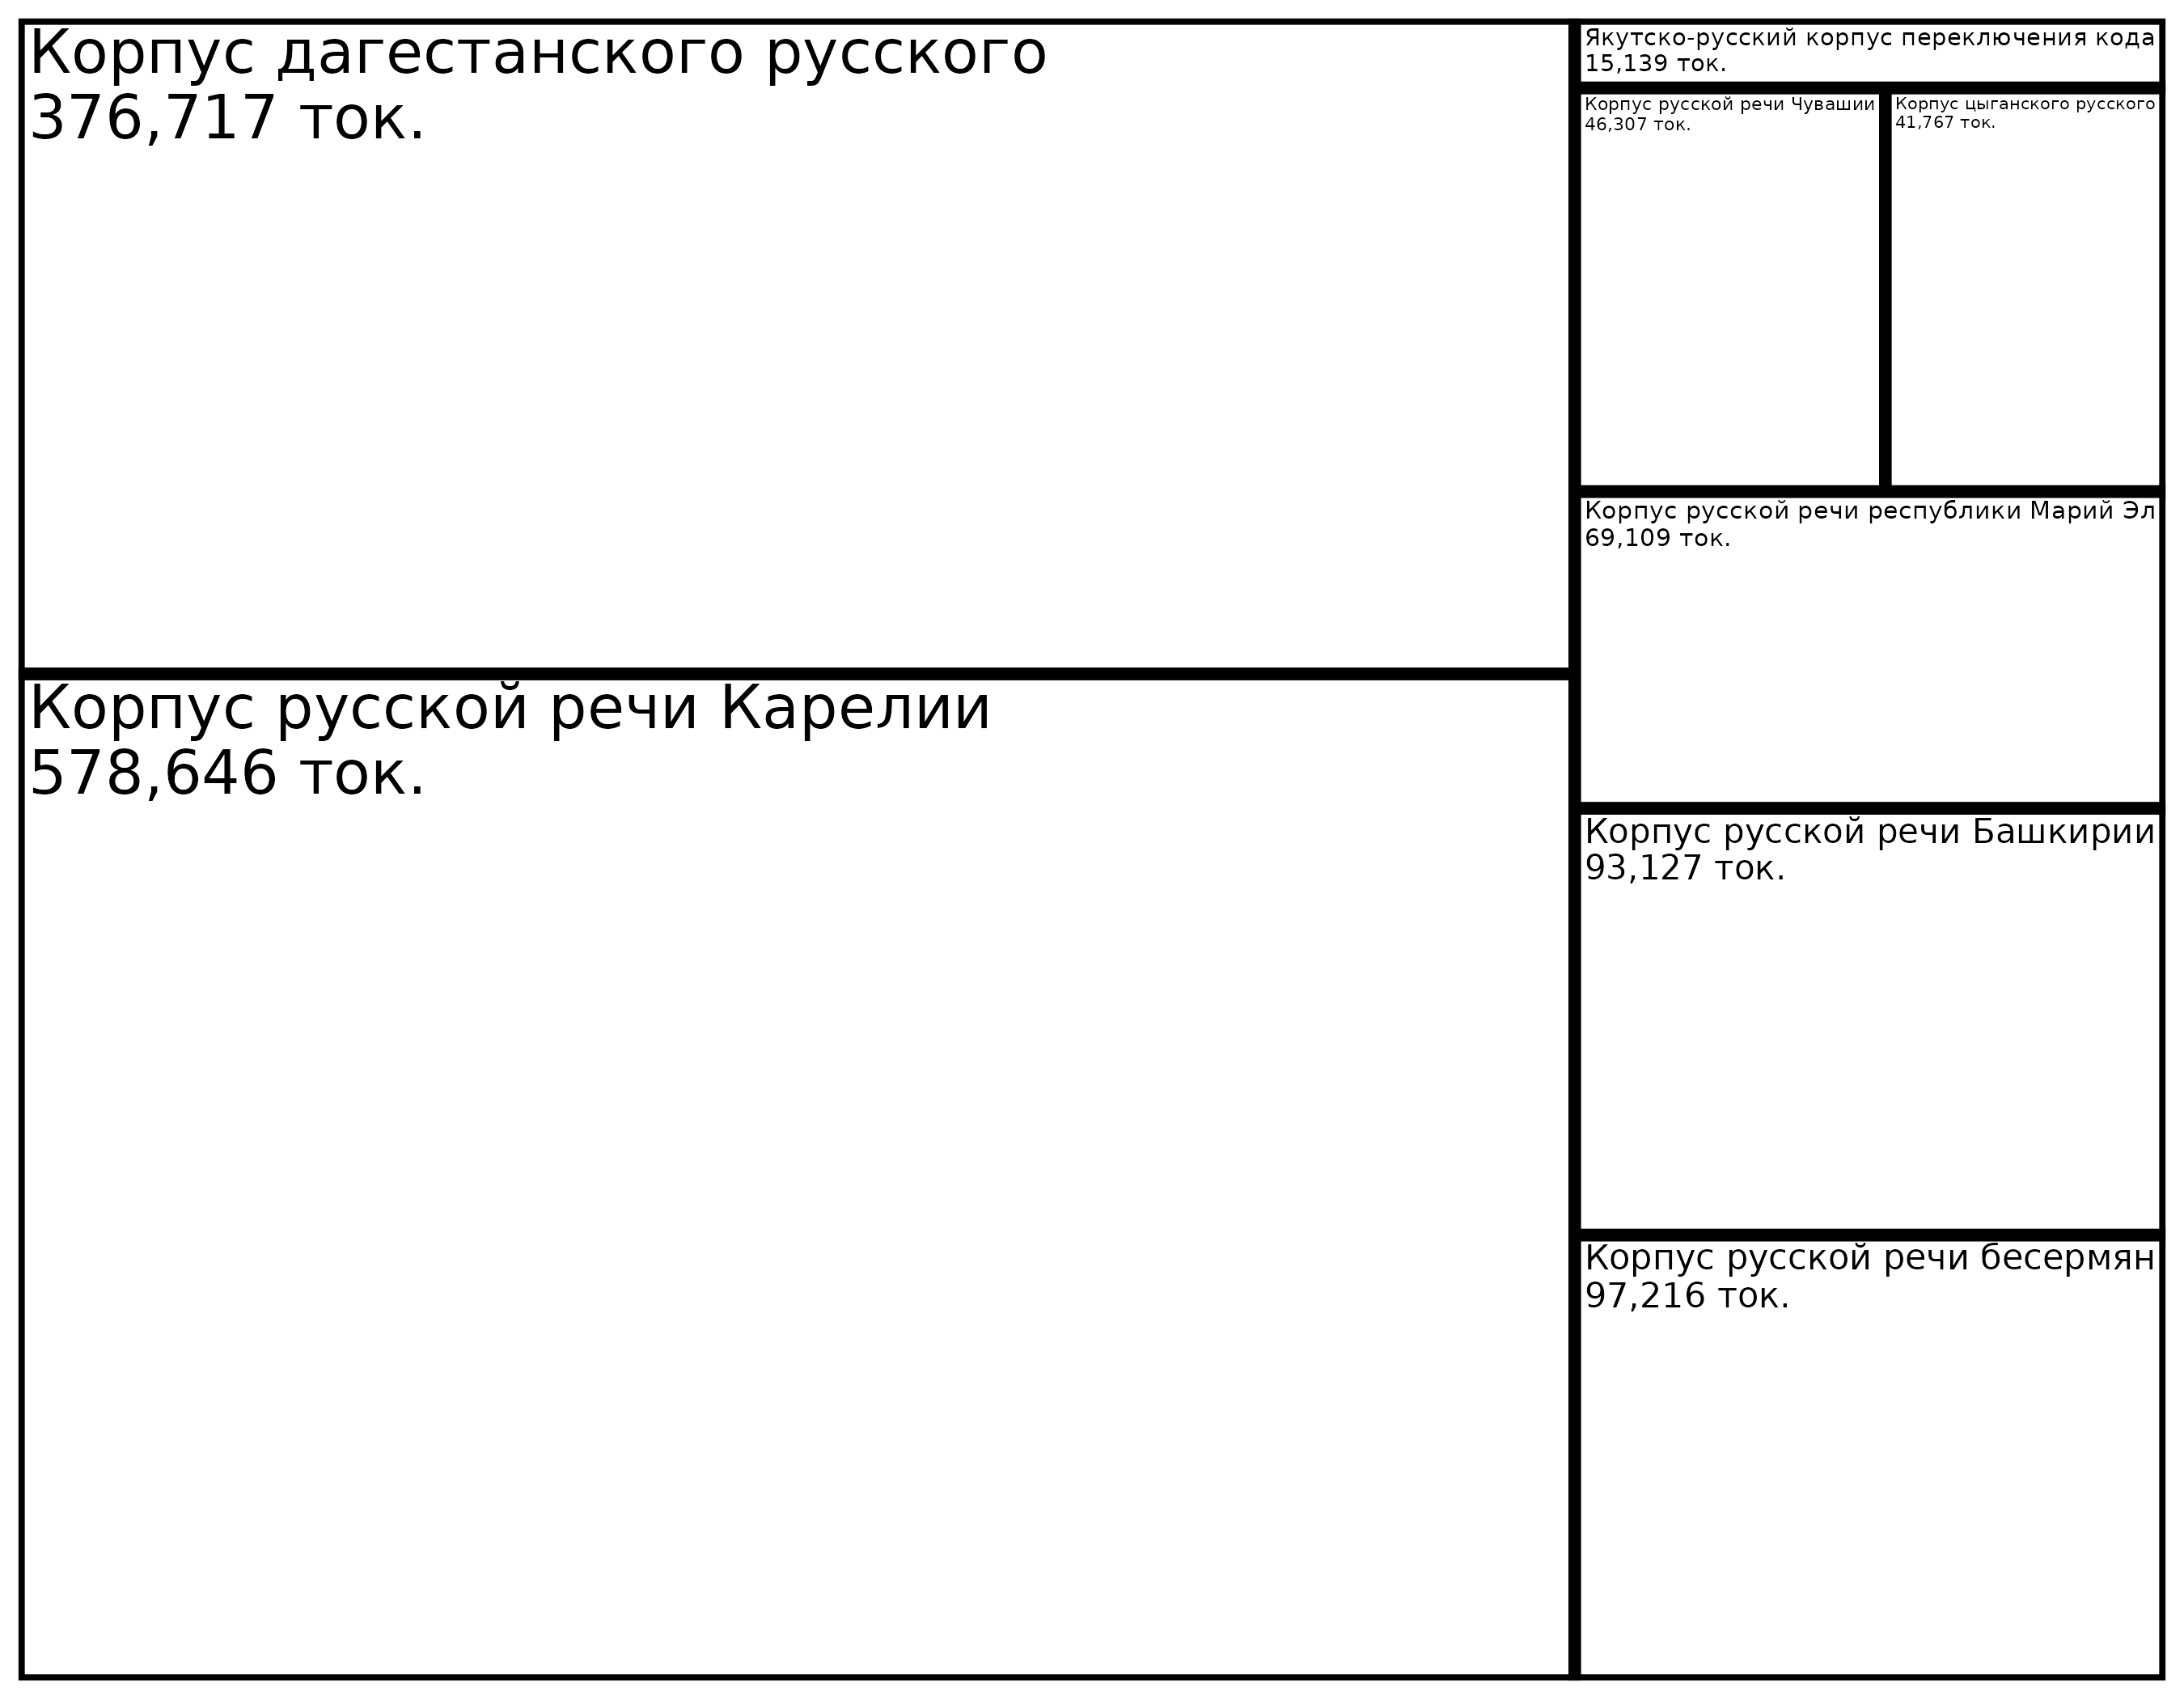 Корпус дагестанского русского
376,717 ток.
Корпус русской речи Карелии
578,646 ток.
Якутско-русский корпус переключения кода
15,139 ток.
Корпус русской речи Чувашии
46,307 ток.
Корпус цыганского русского
41,767 ток.
Корпус русской речи республики Марий Эл
69,109 ток.
Корпус русской речи Башкирии
93,127 ток.
Корпус русской речи бесермян
97,216 ток.